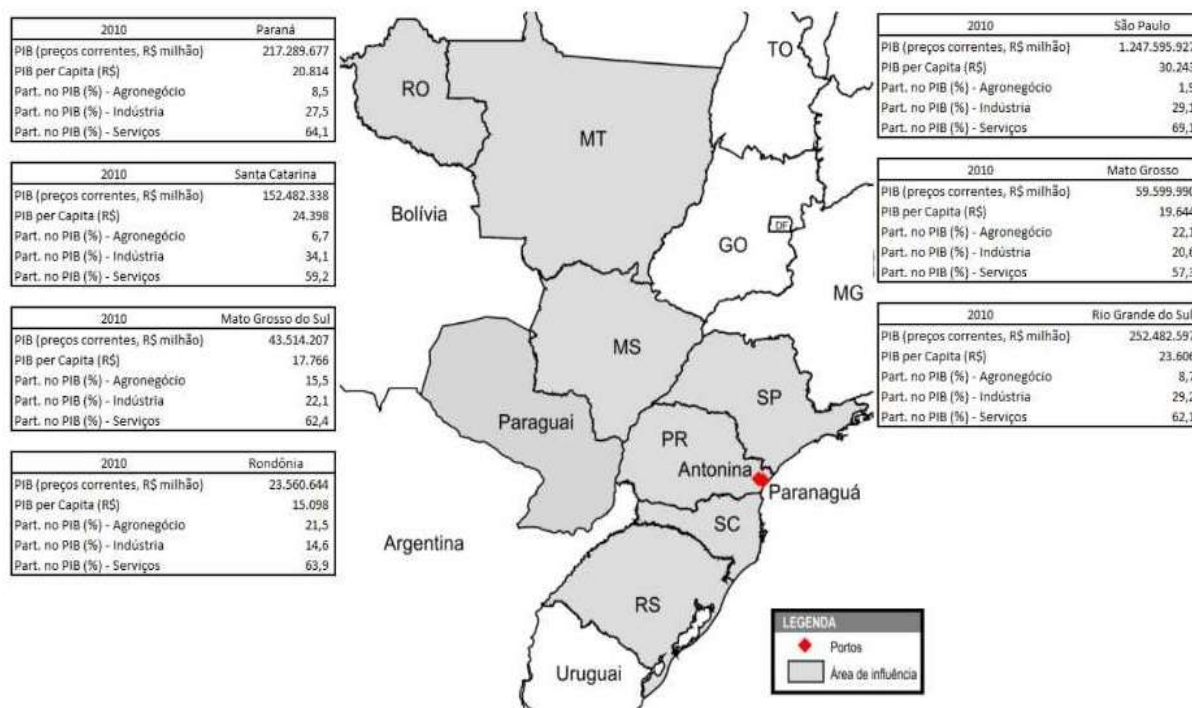 2010 Paraná
PIB (preços correntes, R$ milhão) 217.289.677
PIB per Capita (R$) 20.814
Part. no PIB (%) - Agronegócio 8,5
Part. no PIB (%) - Indústria 27,5
Part. no PIB (%) - Serviços 64,1
2010 Santa Catarina
PIB (preços correntes, R$ milhão) 152.482.338
PIB per Capita (R$) 24.398
Part. no PIB (%) - Agronegócio 6,7
Part. no PIB (%) - Indústria 34,1
Part. no PIB (%) - Serviços 59,2
2010 Mato Grosso do Sul
PIB (preços correntes, R$ milhão) 43.514.207
PIB per Capita (R$) 17.766
Part. no PIB (%) - Agronegócio 15,5
Part. no PIB (%) - Indústria 22,1
Part. no PIB (%) - Serviços 62,4
2010 Rondônia
PIB (preços correntes, R$ milhão) 23.560.644
PIB per Capita (R$) 15.098
Part. no PIB (%) - Agronegócio 21,5
Part. no PIB (%) - Indústria 14,6
Part. no PIB (%) - Serviços 63,9
TO
RO
MT
Bolívia
DF
GO
MG
MS
SP
Paraguai
PR
Antonina
Paranaguá
SC
Argentina
RS
Uruguai
LEGENDA
Portos
Área de influência
2010 São Paulo
PIB (preços correntes, R$ milhão) 1.247.595.927
PIB per Capita (R$) 30.243
Part. no PIB (%) - Agronegócio 1,9
Part. no PIB (%) - Indústria 29,1
Part. no PIB (%) - Serviços 69,1
2010 Mato Grosso
PIB (preços correntes, R$ milhão) 59.599.990
PIB per Capita (R$) 19.644
Part. no PIB (%) - Agronegócio 22,1
Part. no PIB (%) - Indústria 20,6
Part. no PIB (%) - Serviços 57,3
2010 Rio Grande do Sul
PIB (preços correntes, R$ milhão) 252.482.597
PIB per Capita (R$) 23.606
Part. no PIB (%) - Agronegócio 8,7
Part. no PIB (%) - Indústria 29,2
Part. no PIB (%) - Serviços 62,1